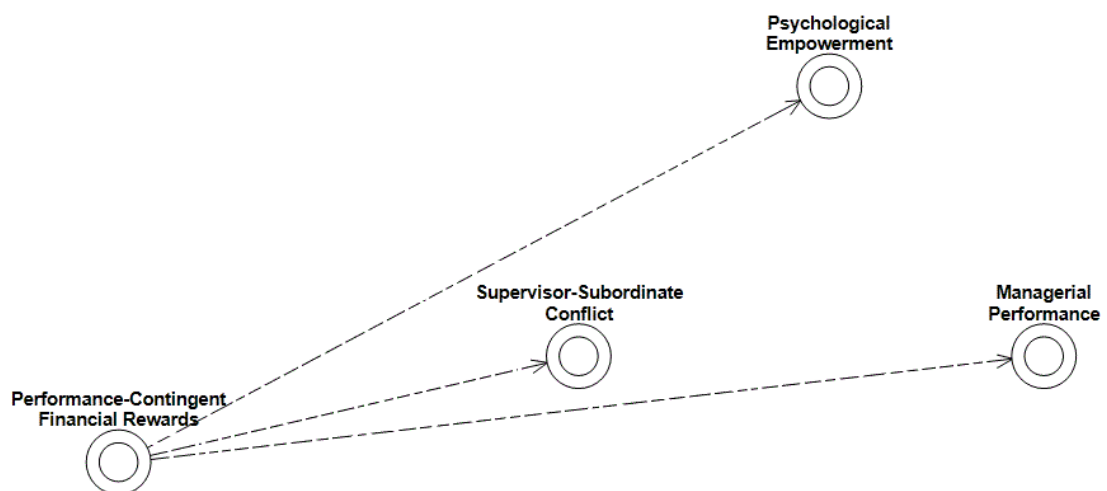 Psychological
Empowerment
Supervisor-Subordinate
Conflict
Managerial
Performance
Performance-Contingent
Financial Rewards